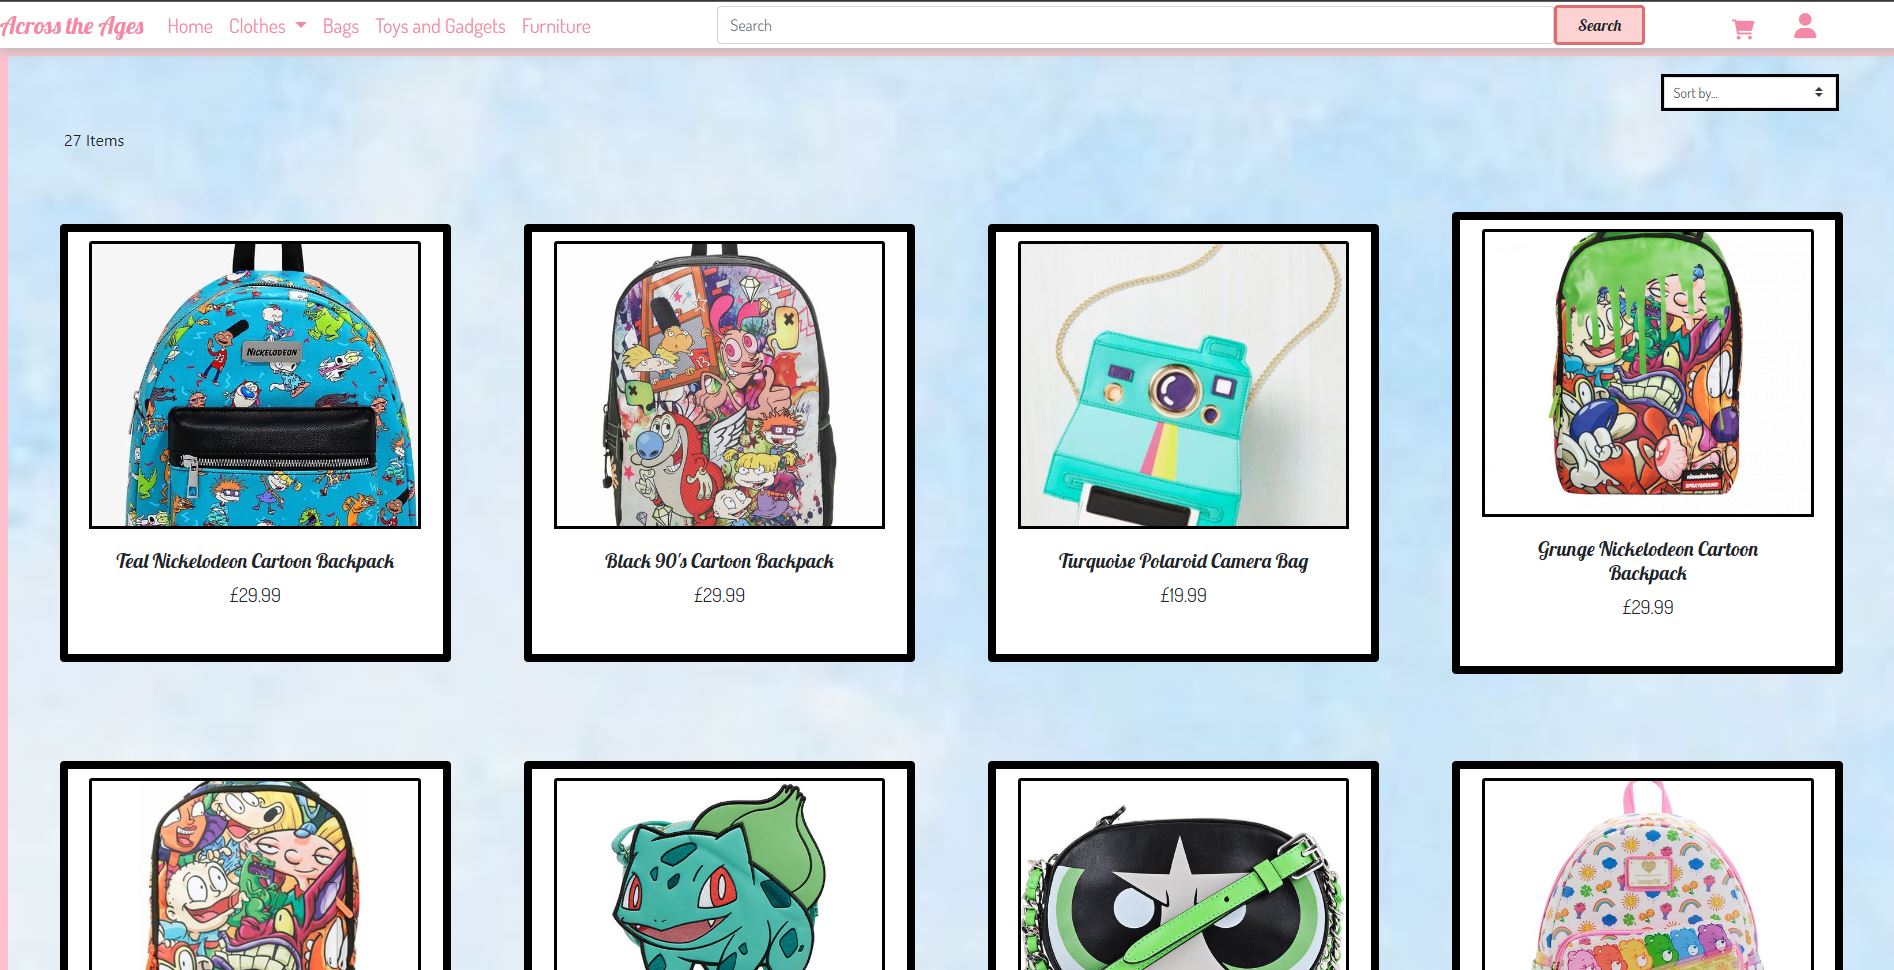 Across the Ages
Home Clothes Bags Toys and Gadgets Furniture
Search
Search
Sort by...
27 Items
NICKELODEON
Teal Nickelodeon Cartoon Backpack
£29.99
Black 90's Cartoon Backpack
£29.99
Turquoise Polaroid Camera Bag
£19.99
nickelodeon
SPRAYGROUND
Grunge Nickelodeon Cartoon
Backpack
£29.99